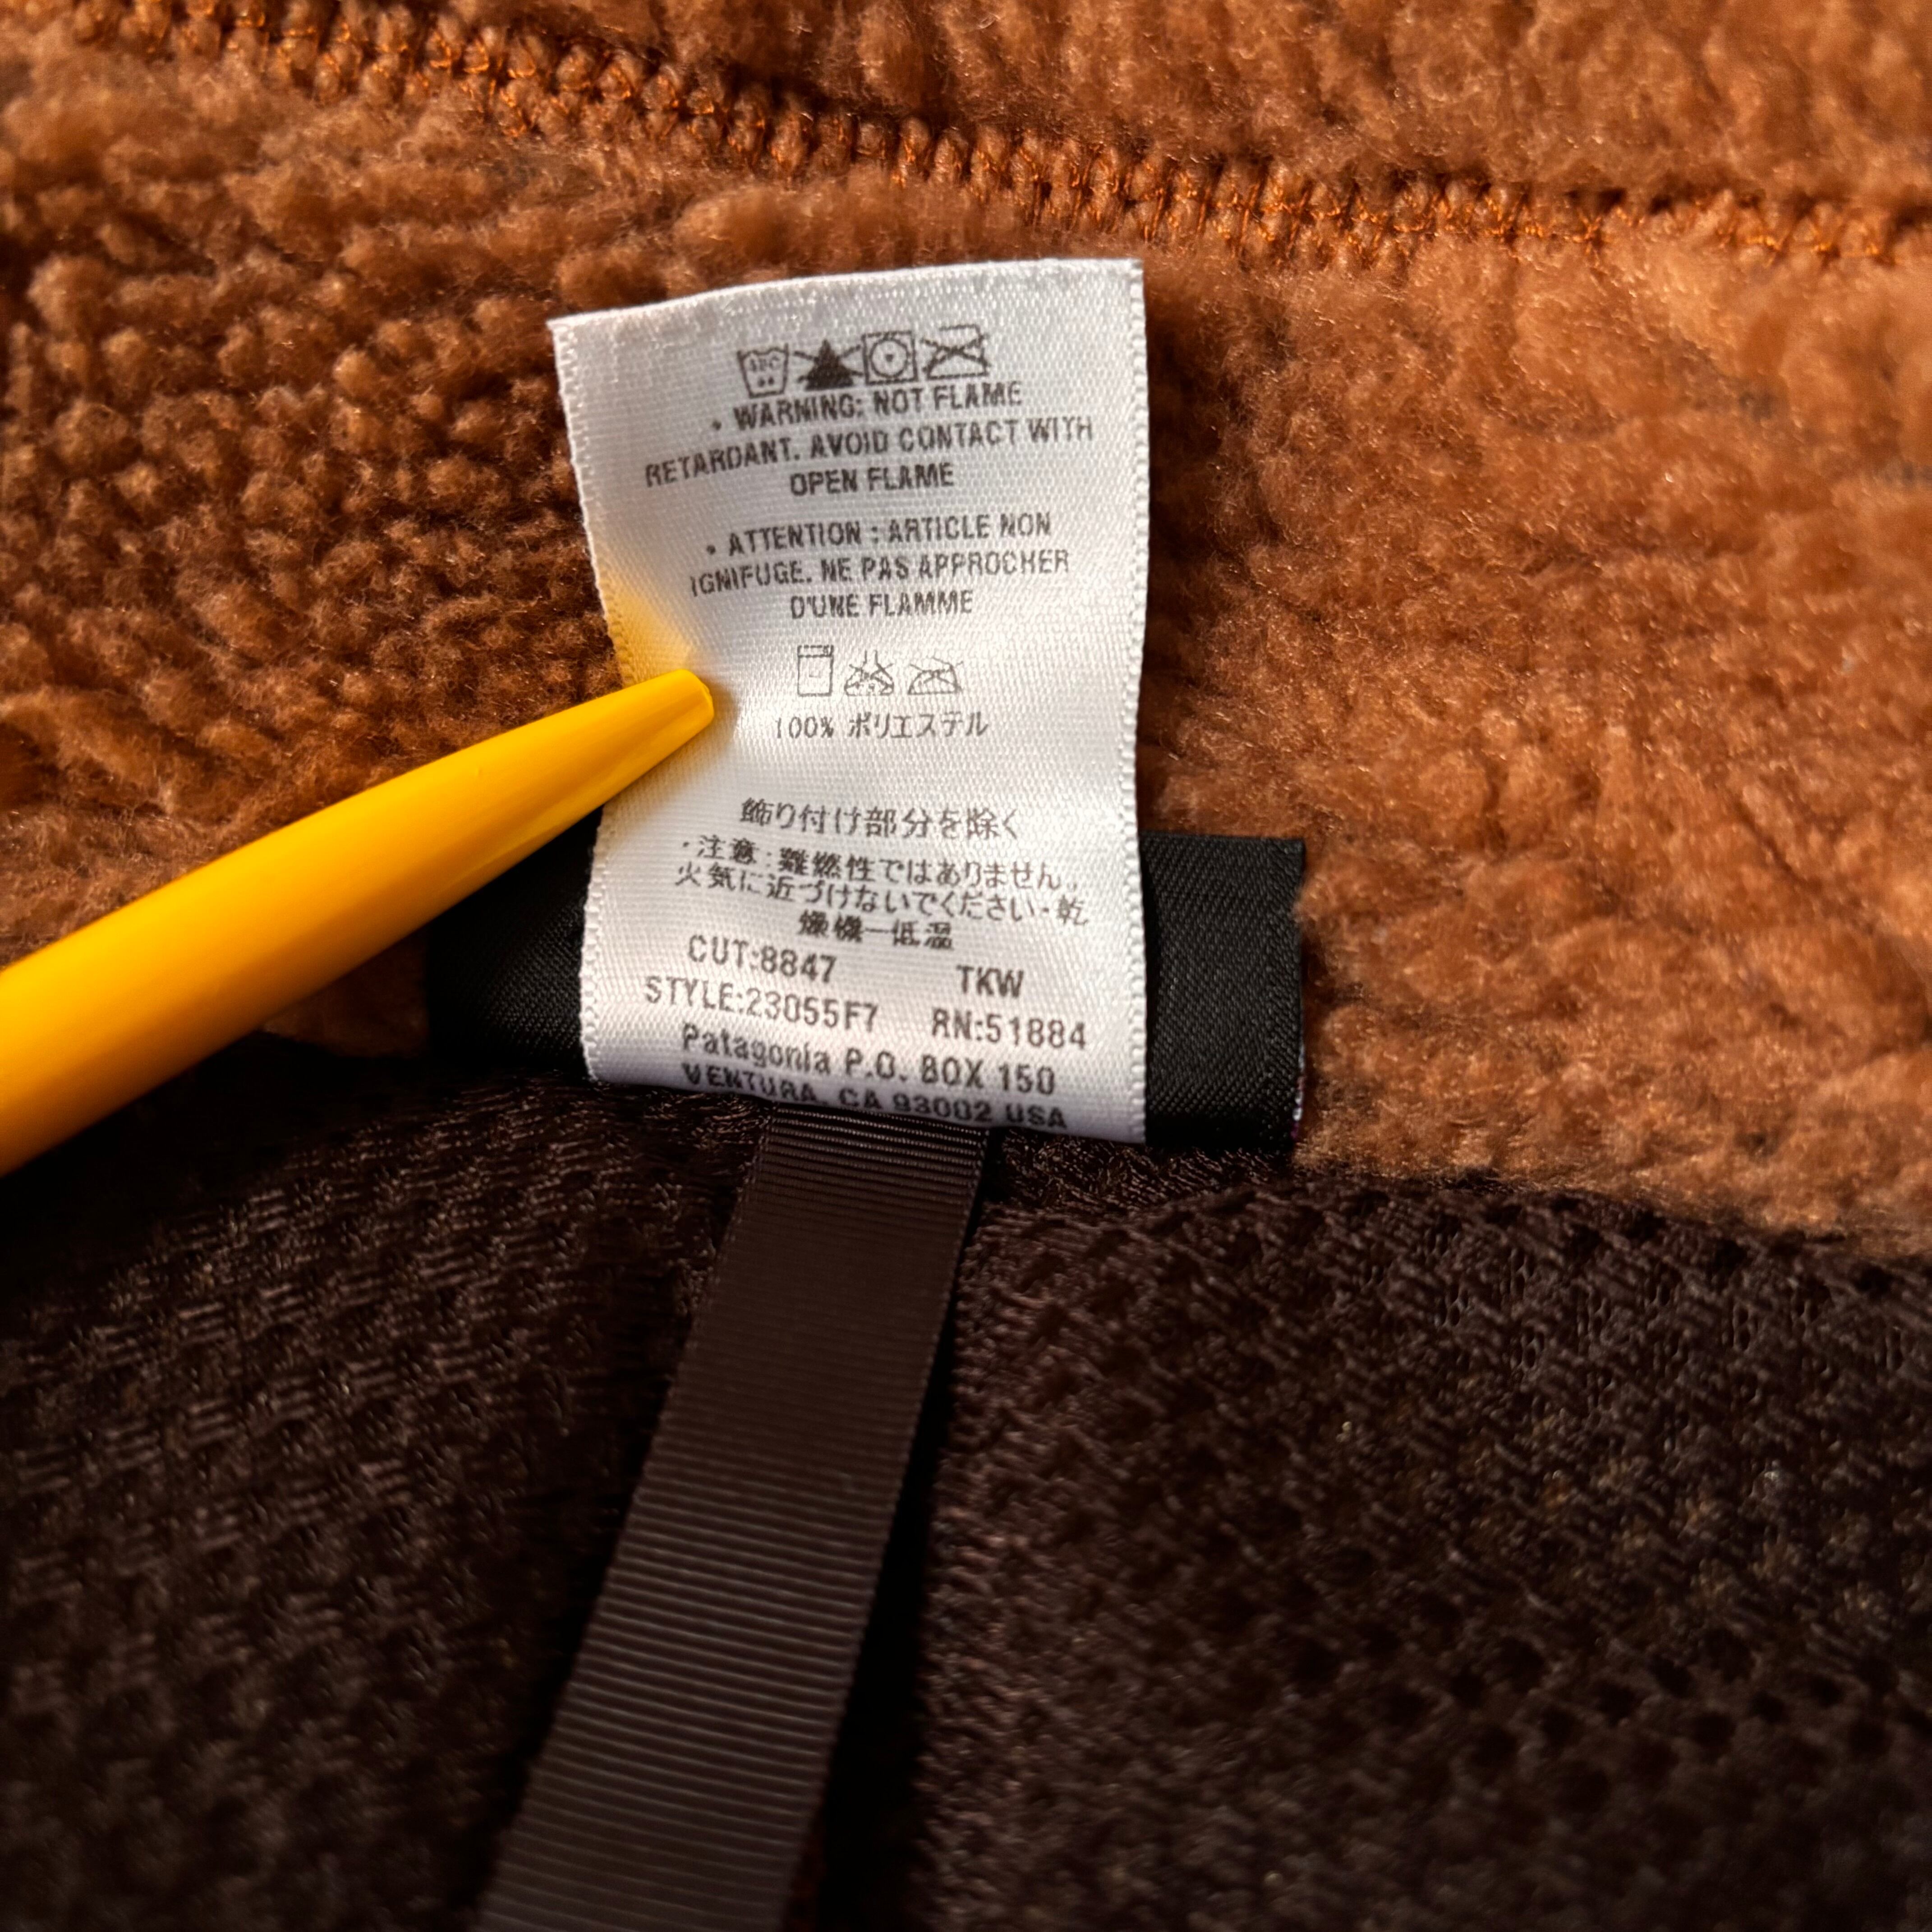 • WARNING: NOT FLAME
RETARDANT. AVOID CONTACT WITH
OPEN FLAME
• ATTENTION : ARTICLE NON
IGNIFUGE. NE PAS APPROCHER
D'UNE FLAMME
100% ポリエステル
飾り付け部分を除く
・注意:難燃性ではありません。
火気に近づけないでください・乾
燥機一低温
CUT:8847 TKW
STYLE:23055F7 RN:51884
Patagonia P.O. BOX 150
VENTURA, CA 93002 USA